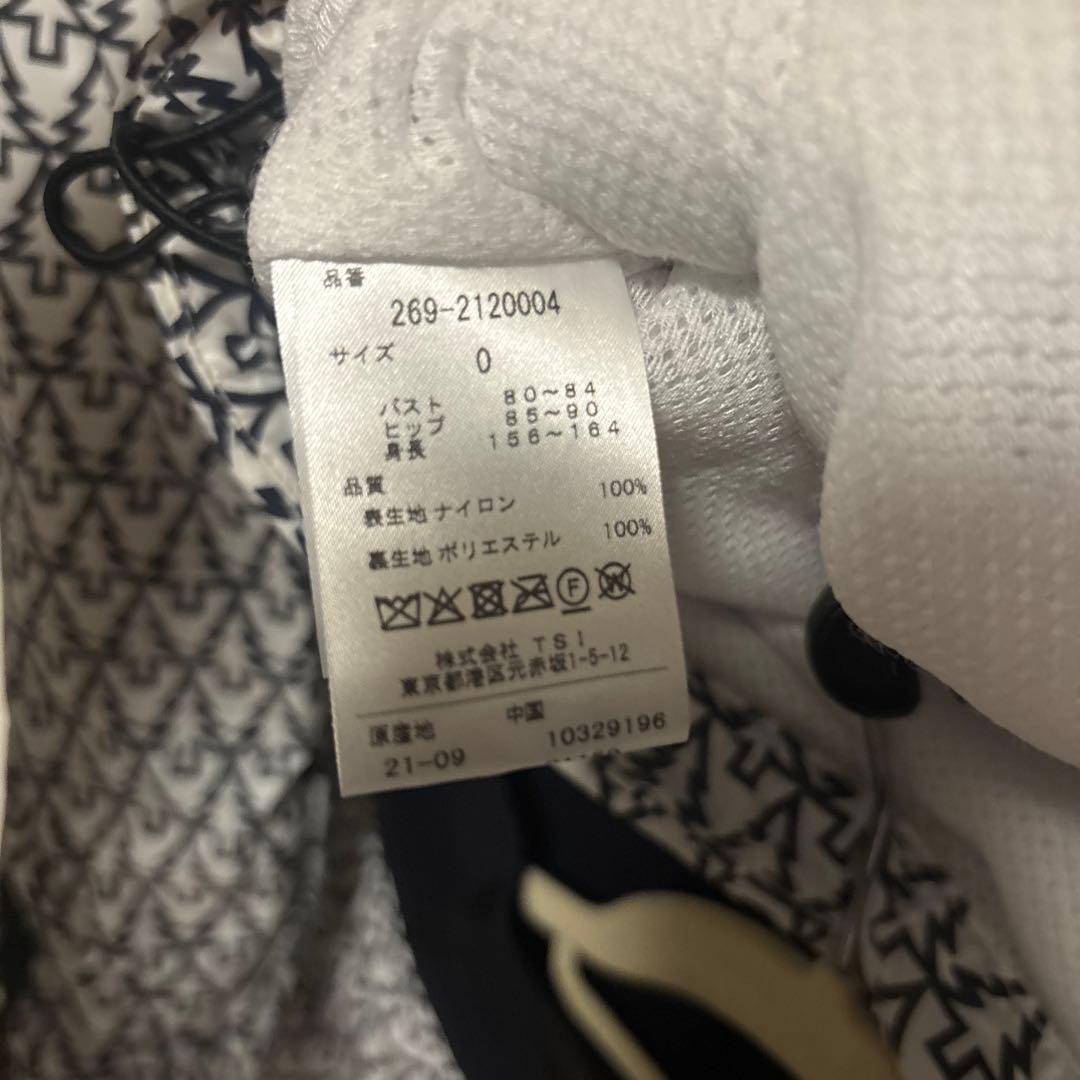 品番
269-2120004
サイズ 0
バスト 80～84
ヒップ 85～90
身長 156～164
品質
表生地 ナイロン 100%
裏生地 ポリエステル 100%
F W
株式会社 TSI
東京都港区元赤坂1-5-12
原産地 中国
21-09 10329196